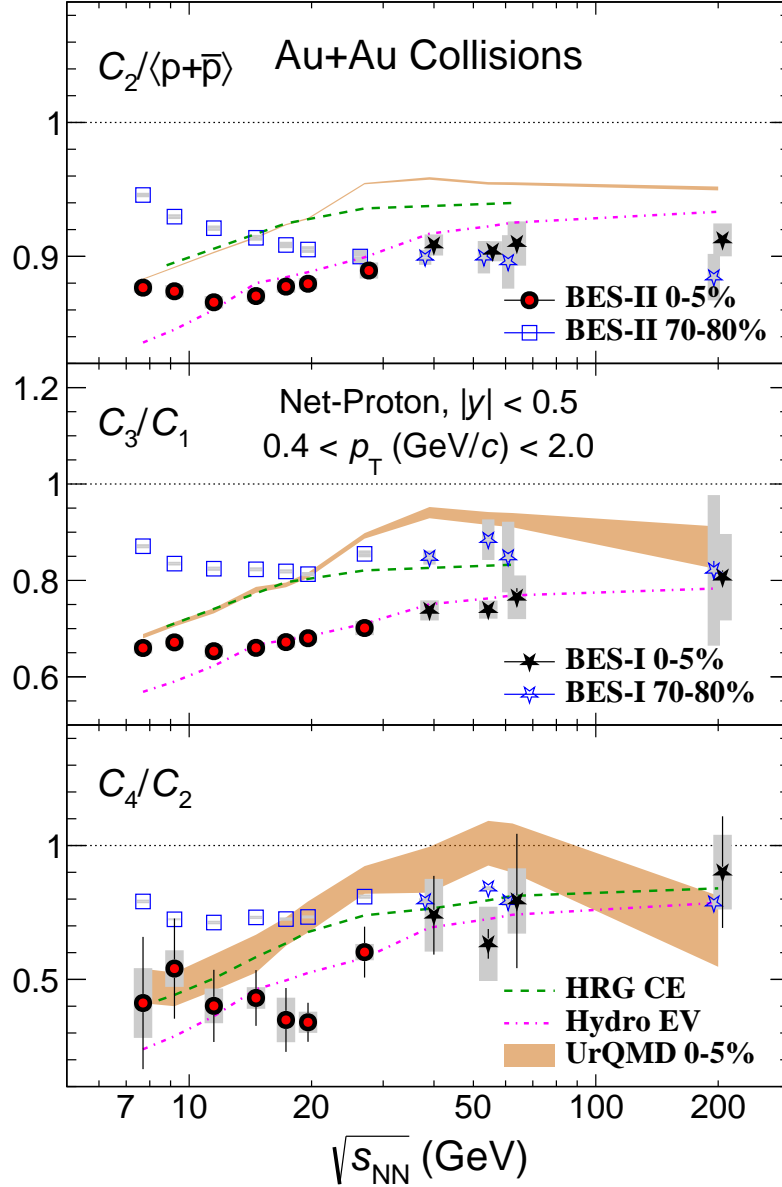 C₂/⟨p+p̅⟩ Au+Au Collisions
1
0.9
BES-II 0-5%
BES-II 70-80%
1.2
C₃/C₁
Net-Proton, |y| < 0.5
0.4 < p_T (GeV/c) < 2.0
1
0.8
0.6
BES-I 0-5%
BES-I 70-80%
C₄/C₂
1
0.5
HRG CE
Hydro EV
UrQMD 0-5%
7 10 20 50 100 200
√s_NN (GeV)